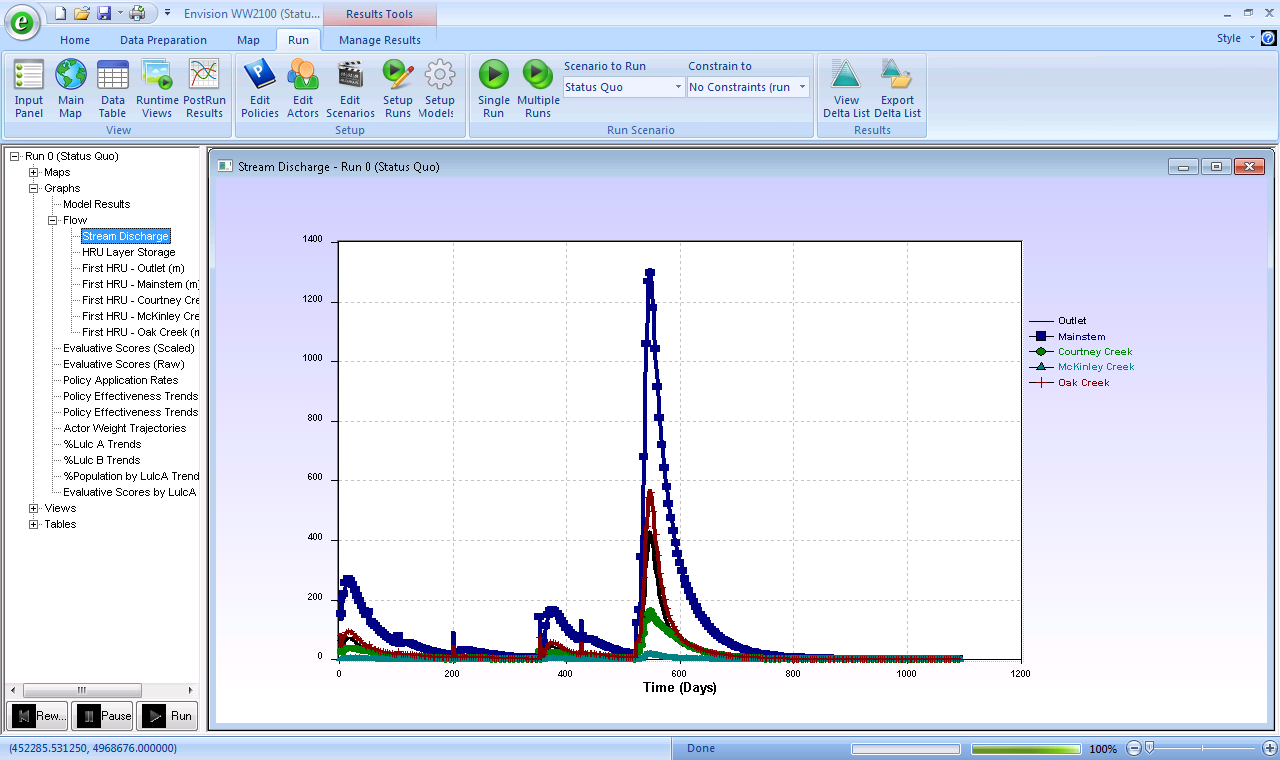 Envision WW2100 (Statu...
Results Tools
Home
Data Preparation
Map
Run
Manage Results
Style
Input Panel
Main Map
Data Table
Runtime Views
PostRun Results
View
Edit Policies
Edit Actors
Edit Scenarios
Setup Runs
Setup Models
Setup
Single Run
Multiple Runs
Scenario to Run
Status Quo
Constrain to
No Constraints (run
Run Scenario
View Delta List
Export Delta List
Results
Run 0 (Status Quo)
Maps
Graphs
Model Results
Flow
Stream Discharge
HRU Layer Storage
First HRU - Outlet (m)
First HRU - Mainstem (m)
First HRU - Courtney Cre
First HRU - McKinley Cre
First HRU - Oak Creek (m
Evaluative Scores (Scaled)
Evaluative Scores (Raw)
Policy Application Rates
Policy Effectiveness Trends
Policy Effectiveness Trends
Actor Weight Trajectories
%Lulc A Trends
%Lulc B Trends
%Population by LulcA Trend
Evaluative Scores by LulcA
Views
Tables
Rew...
Pause
Run
Stream Discharge - Run 0 (Status Quo)
1400
1200
1000
800
600
400
200
0
0
200
400
600
800
1000
1200
Time (Days)
Outlet
Mainstem
Courtney Creek
McKinley Creek
Oak Creek
(452285.531250, 4968676.000000)
Done
100%